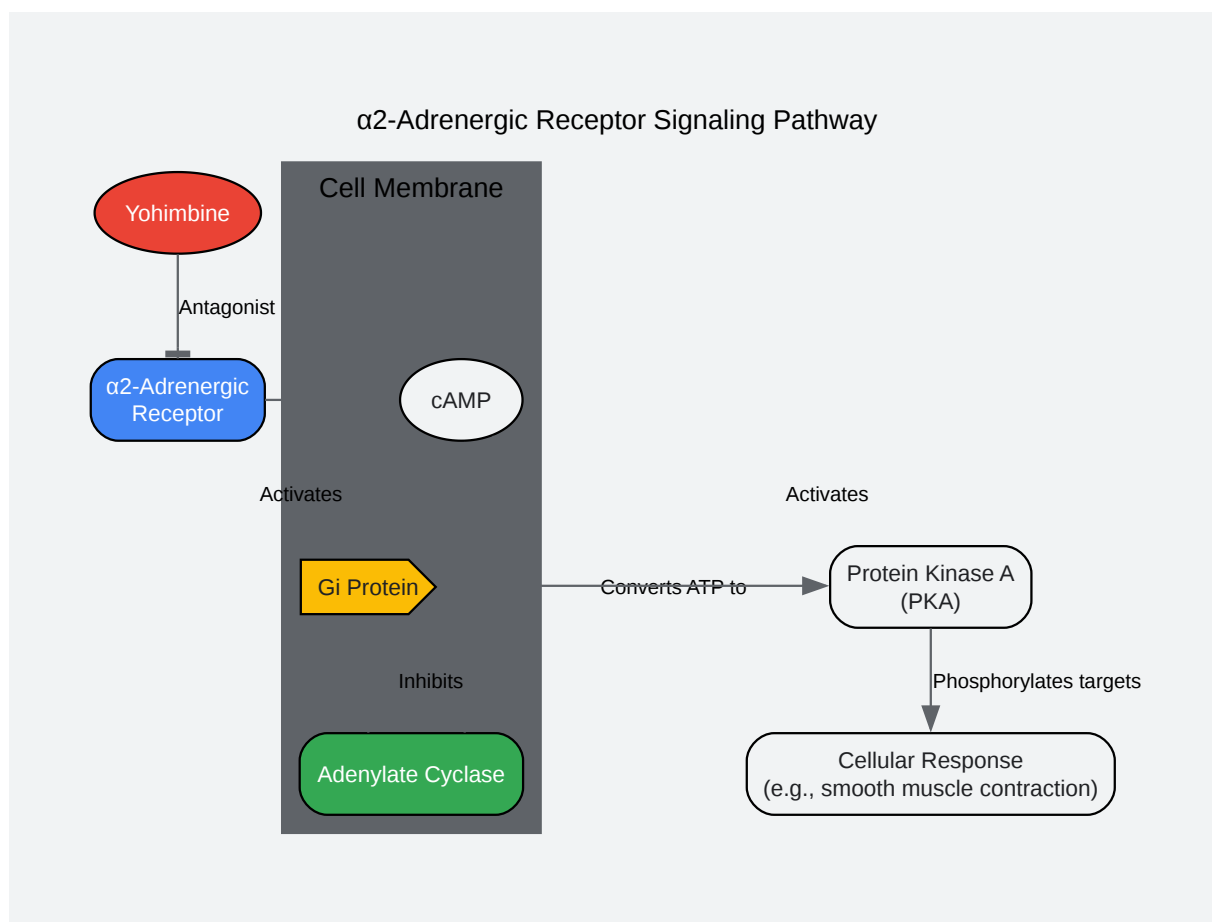 α2-Adrenergic Receptor Signaling Pathway
Cell Membrane
Yohimbine
Antagonist
α2-Adrenergic
Receptor
cAMP
Activates
Activates
Gi Protein
Converts ATP to
Protein Kinase A
(PKA)
Inhibits
Phosphorylates targets
Adenylate Cyclase
Cellular Response
(e.g., smooth muscle contraction)